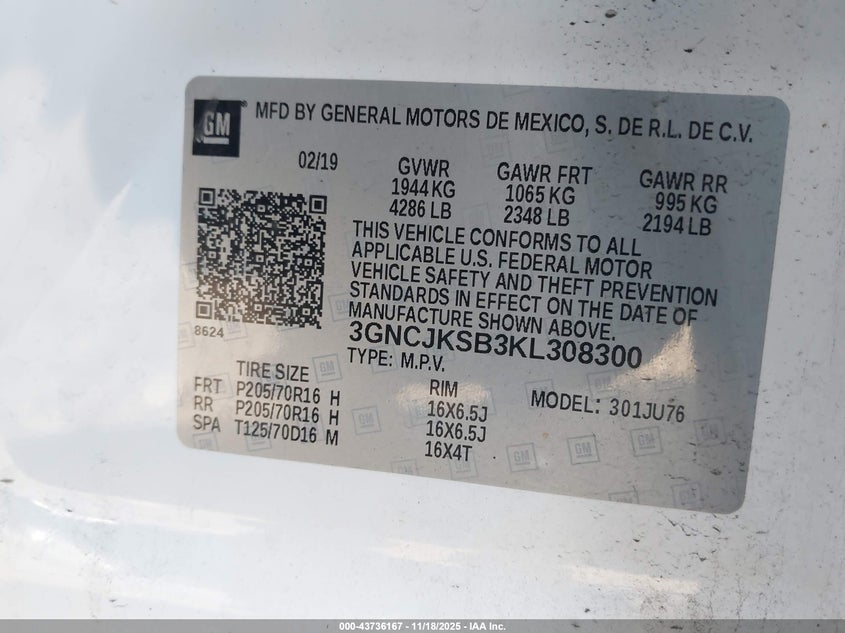 GM
MFD BY GENERAL MOTORS DE MEXICO, S. DE R.L. DE C.V.
02/19 GVWR GAWR FRT GAWR RR
1944 KG 1065 KG 995 KG
4286 LB 2348 LB 2194 LB
THIS VEHICLE CONFORMS TO ALL
APPLICABLE U.S. FEDERAL MOTOR
VEHICLE SAFETY AND THEFT PREVENTION
STANDARDS IN EFFECT ON THE DATE OF
MANUFACTURE SHOWN ABOVE.
8624
3GNCJKSB3KL308300
TYPE: M.P.V.
TIRE SIZE RIM MODEL: 301JU76
FRT P205/70R16 H 16X6.5J
RR P205/70R16 H 16X6.5J
SPA T125/70D16 M 16X4T
000-43736167 - 11/18/2025 - IAA Inc.